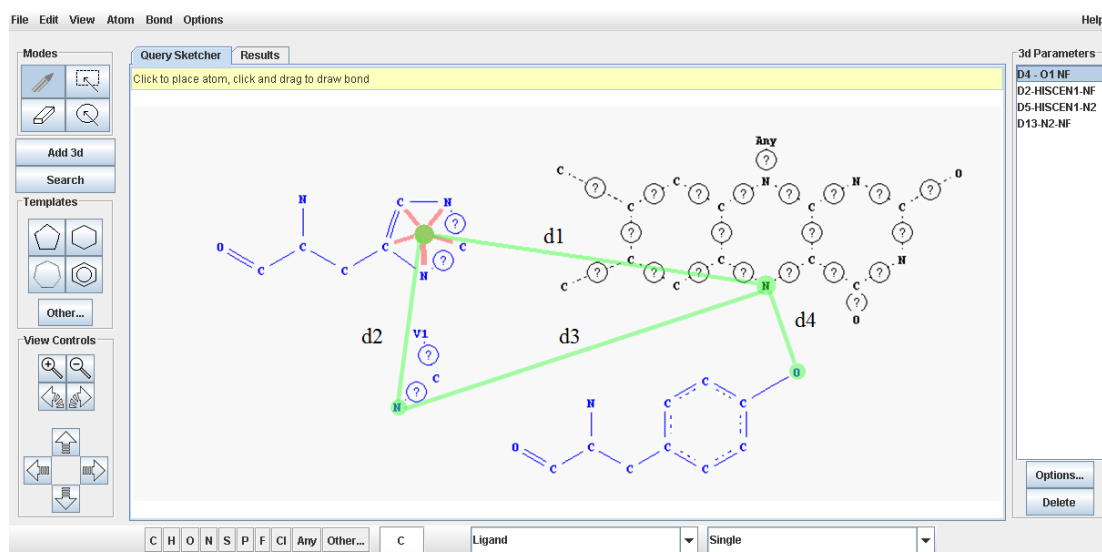 File Edit View Atom Bond Options Help
Modes
Add 3d
Search
Templates
Other...
View Controls
Query Sketcher Results
Click to place atom, click and drag to draw bond
Any
?
C ? C ? N ? ? N ? O
C C C
? ? ? ?
C C C N
C ? C ? N ? ? ?
C
?
O
N C N
?
O C C C C
?
N
d1
d2
d3
d4
V1
?
C
?
N
O
N C C C
O C C C C C
C
3d Parameters
D4 - O1 NF
D2-HISCEN1-NF
D5-HISCEN1-N2
D13-N2-NF
Options...
Delete
C H O N S P F Cl Any Other... C Ligand Single